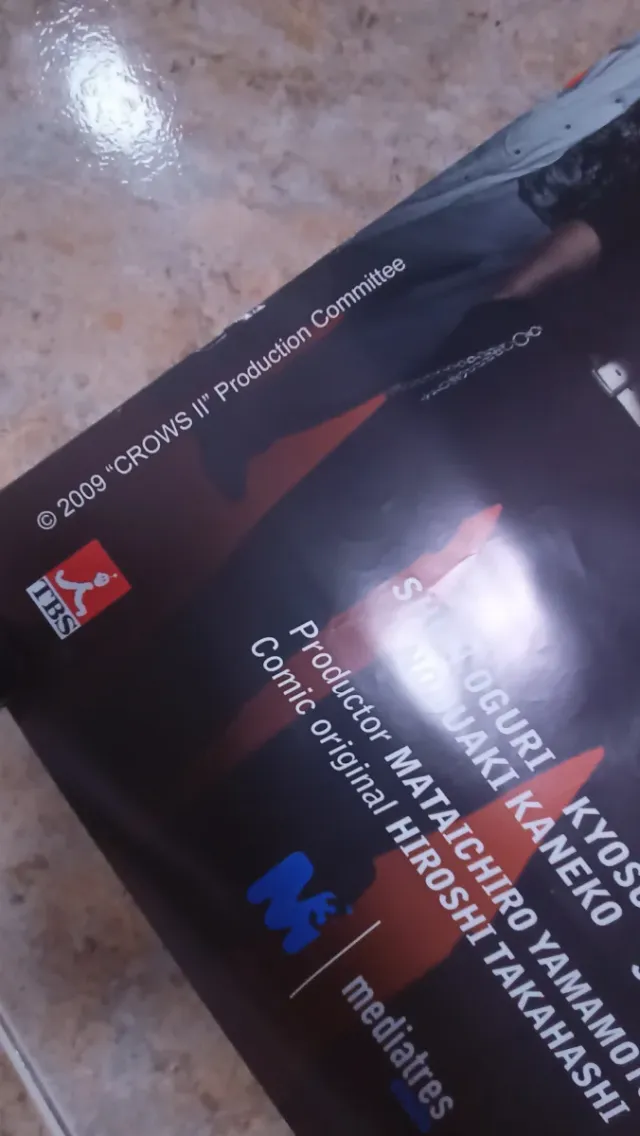 © 2009 “CROWS II” Production Committee
TBS
OGURI
KANEKO
Productor MATAICHIRO
Comic original HIROSHI TAKAHASHI
mediatres